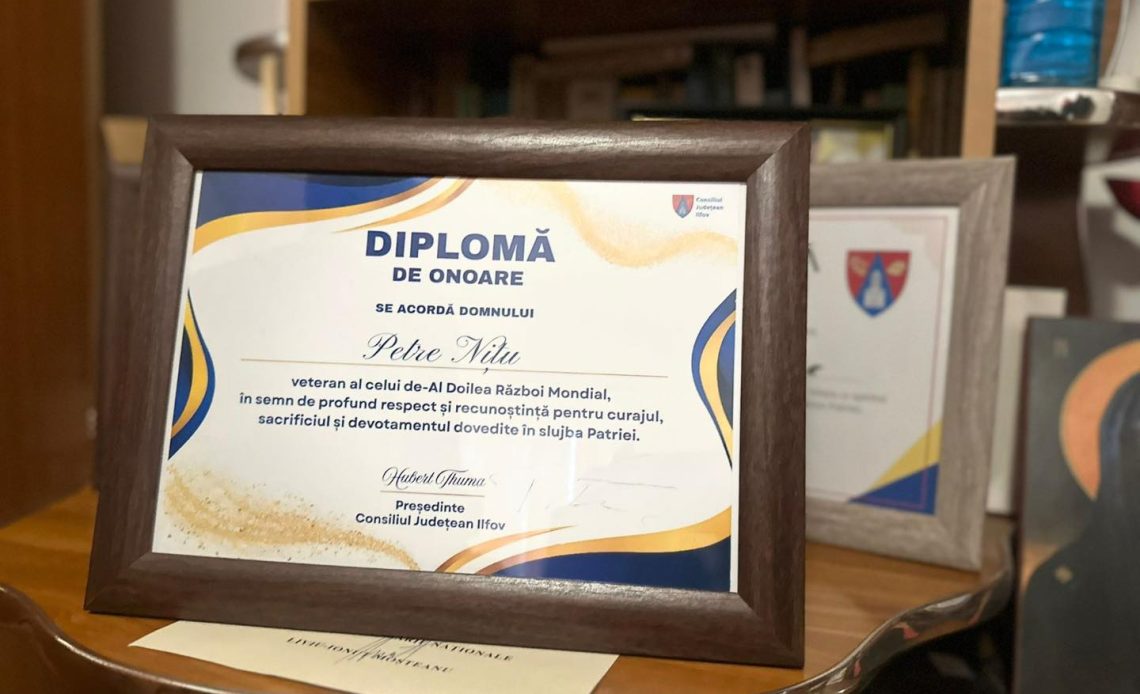 Consiliul
Județean
Ilfov
DIPLOMĂ
DE ONOARE
SE ACORDĂ DOMNULUI
Petre Nițu
veteran al celui de-Al Doilea Război Mondial,
în semn de profund respect și recunoștință pentru curajul,
sacrificiul și devotamentul dovedite în slujba Patriei.
Hubert Thuma
Președinte
Consiliul Județean Ilfov
NAȚIONALE
MOȘTEANU